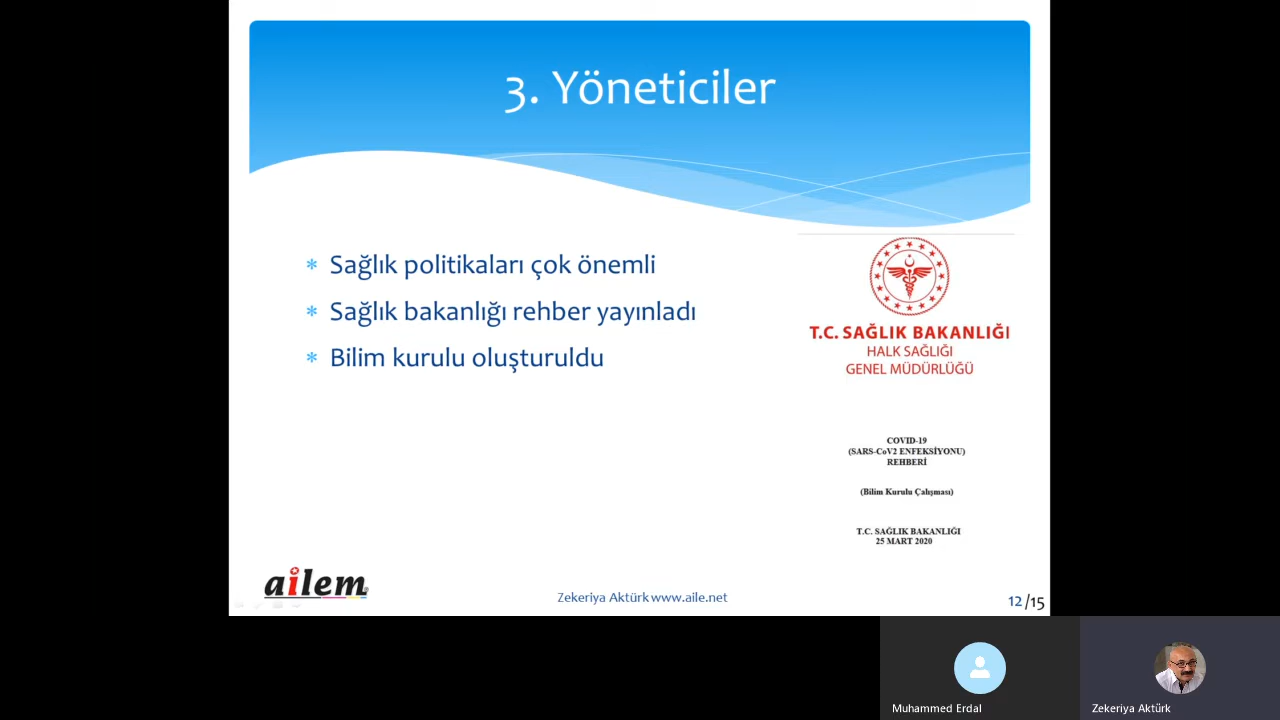 3. Yöneticiler
* Sağlık politikaları çok önemli
* Sağlık bakanlığı rehber yayınladı
* Bilim kurulu oluşturuldu
T.C. SAĞLIK BAKANLIĞI
HALK SAĞLIĞI
GENEL MÜDÜRLÜĞÜ
COVID-19
(SARS-CoV2 ENFEKSİYONU)
REHBERİ
(Bilim Kurulu Çalışması)
T.C. SAĞLIK BAKANLIĞI
25 MART 2020
ailem
Zekeriya Aktürk www.aile.net
12/15
Muhammed Erdal
Zekeriya Aktürk